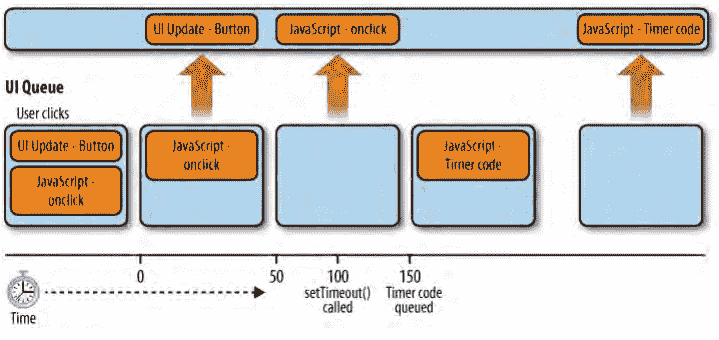 UI Update - Button
JavaScript - onclick
JavaScript - Timer code
UI Queue
User clicks
UI Update - Button
JavaScript -
onclick
JavaScript -
onclick
JavaScript -
Timer code
0
50
100
150
setTimeout()
called
Timer code
queued
Time